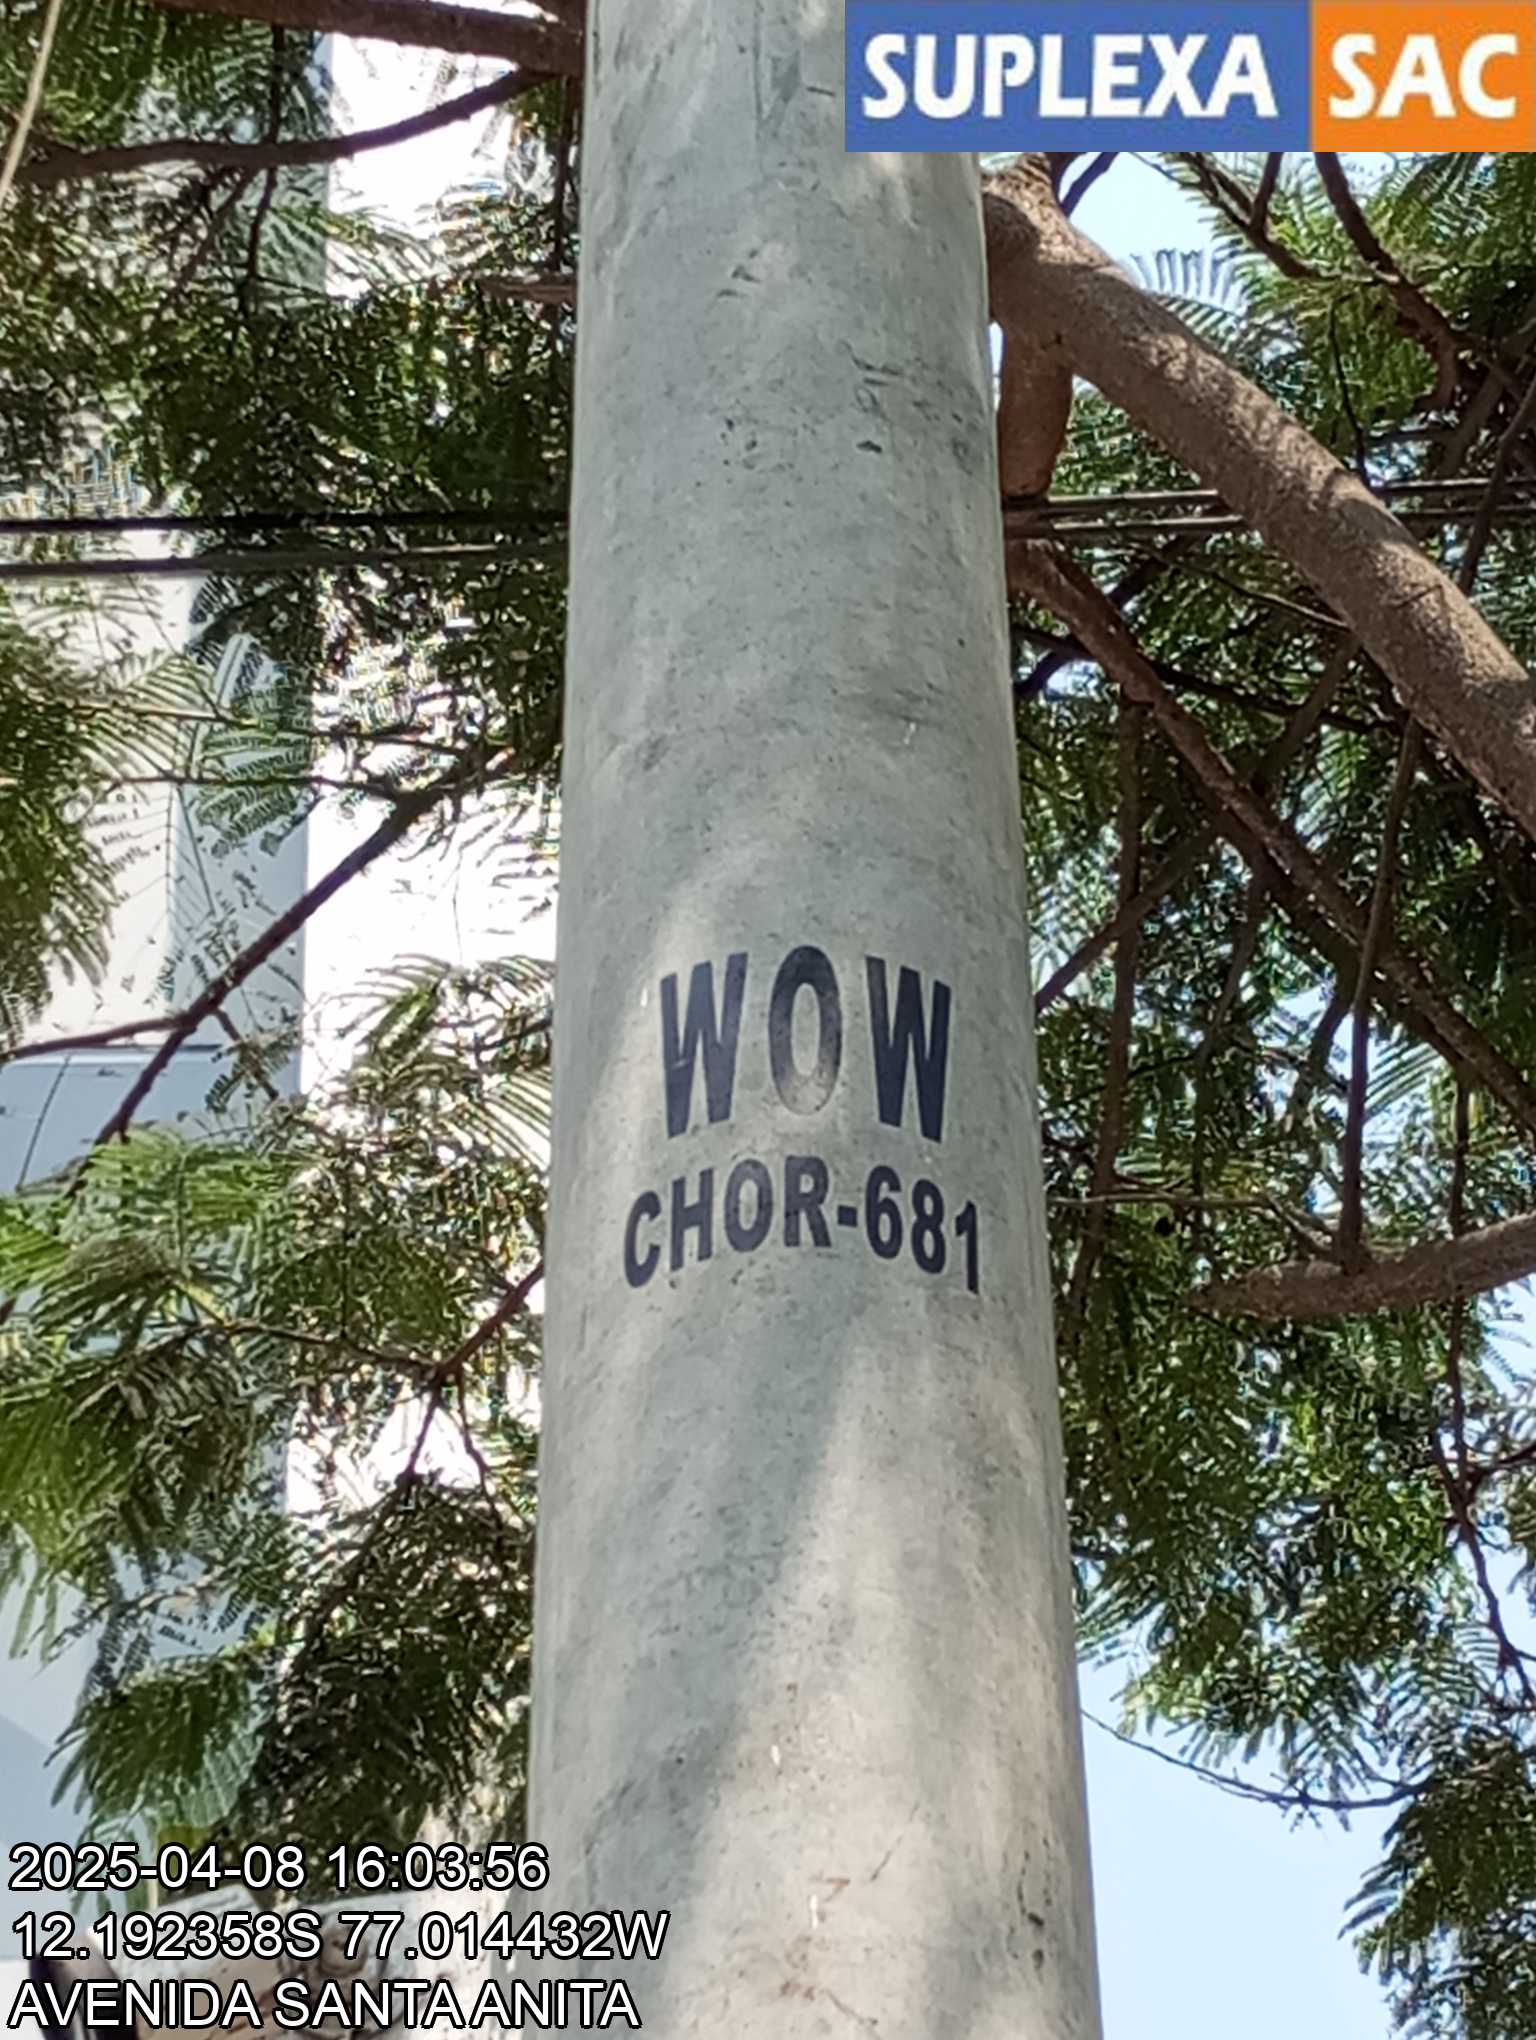 SUPLEXA SAC
WOW
CHOR-681
2025-04-08 16:03:56
12.192358S 77.014432W
AVENIDA SANTA ANITA